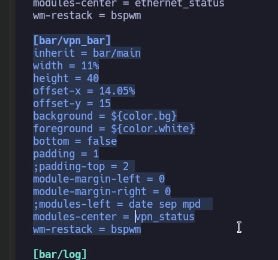 modules-center = ethernet_status
wm-restack = bspwm
[bar/vpn_bar]
inherit = bar/main
width = 11%
height = 40
offset-x = 14.05%
offset-y = 15
background = ${color.bg}
foreground = ${color.white}
bottom = false
padding = 1
;padding-top = 2
module-margin-left = 0
module-margin-right = 0
;modules-left = date sep mpd
modules-center = vpn_status
wm-restack = bspwm
[bar/log]